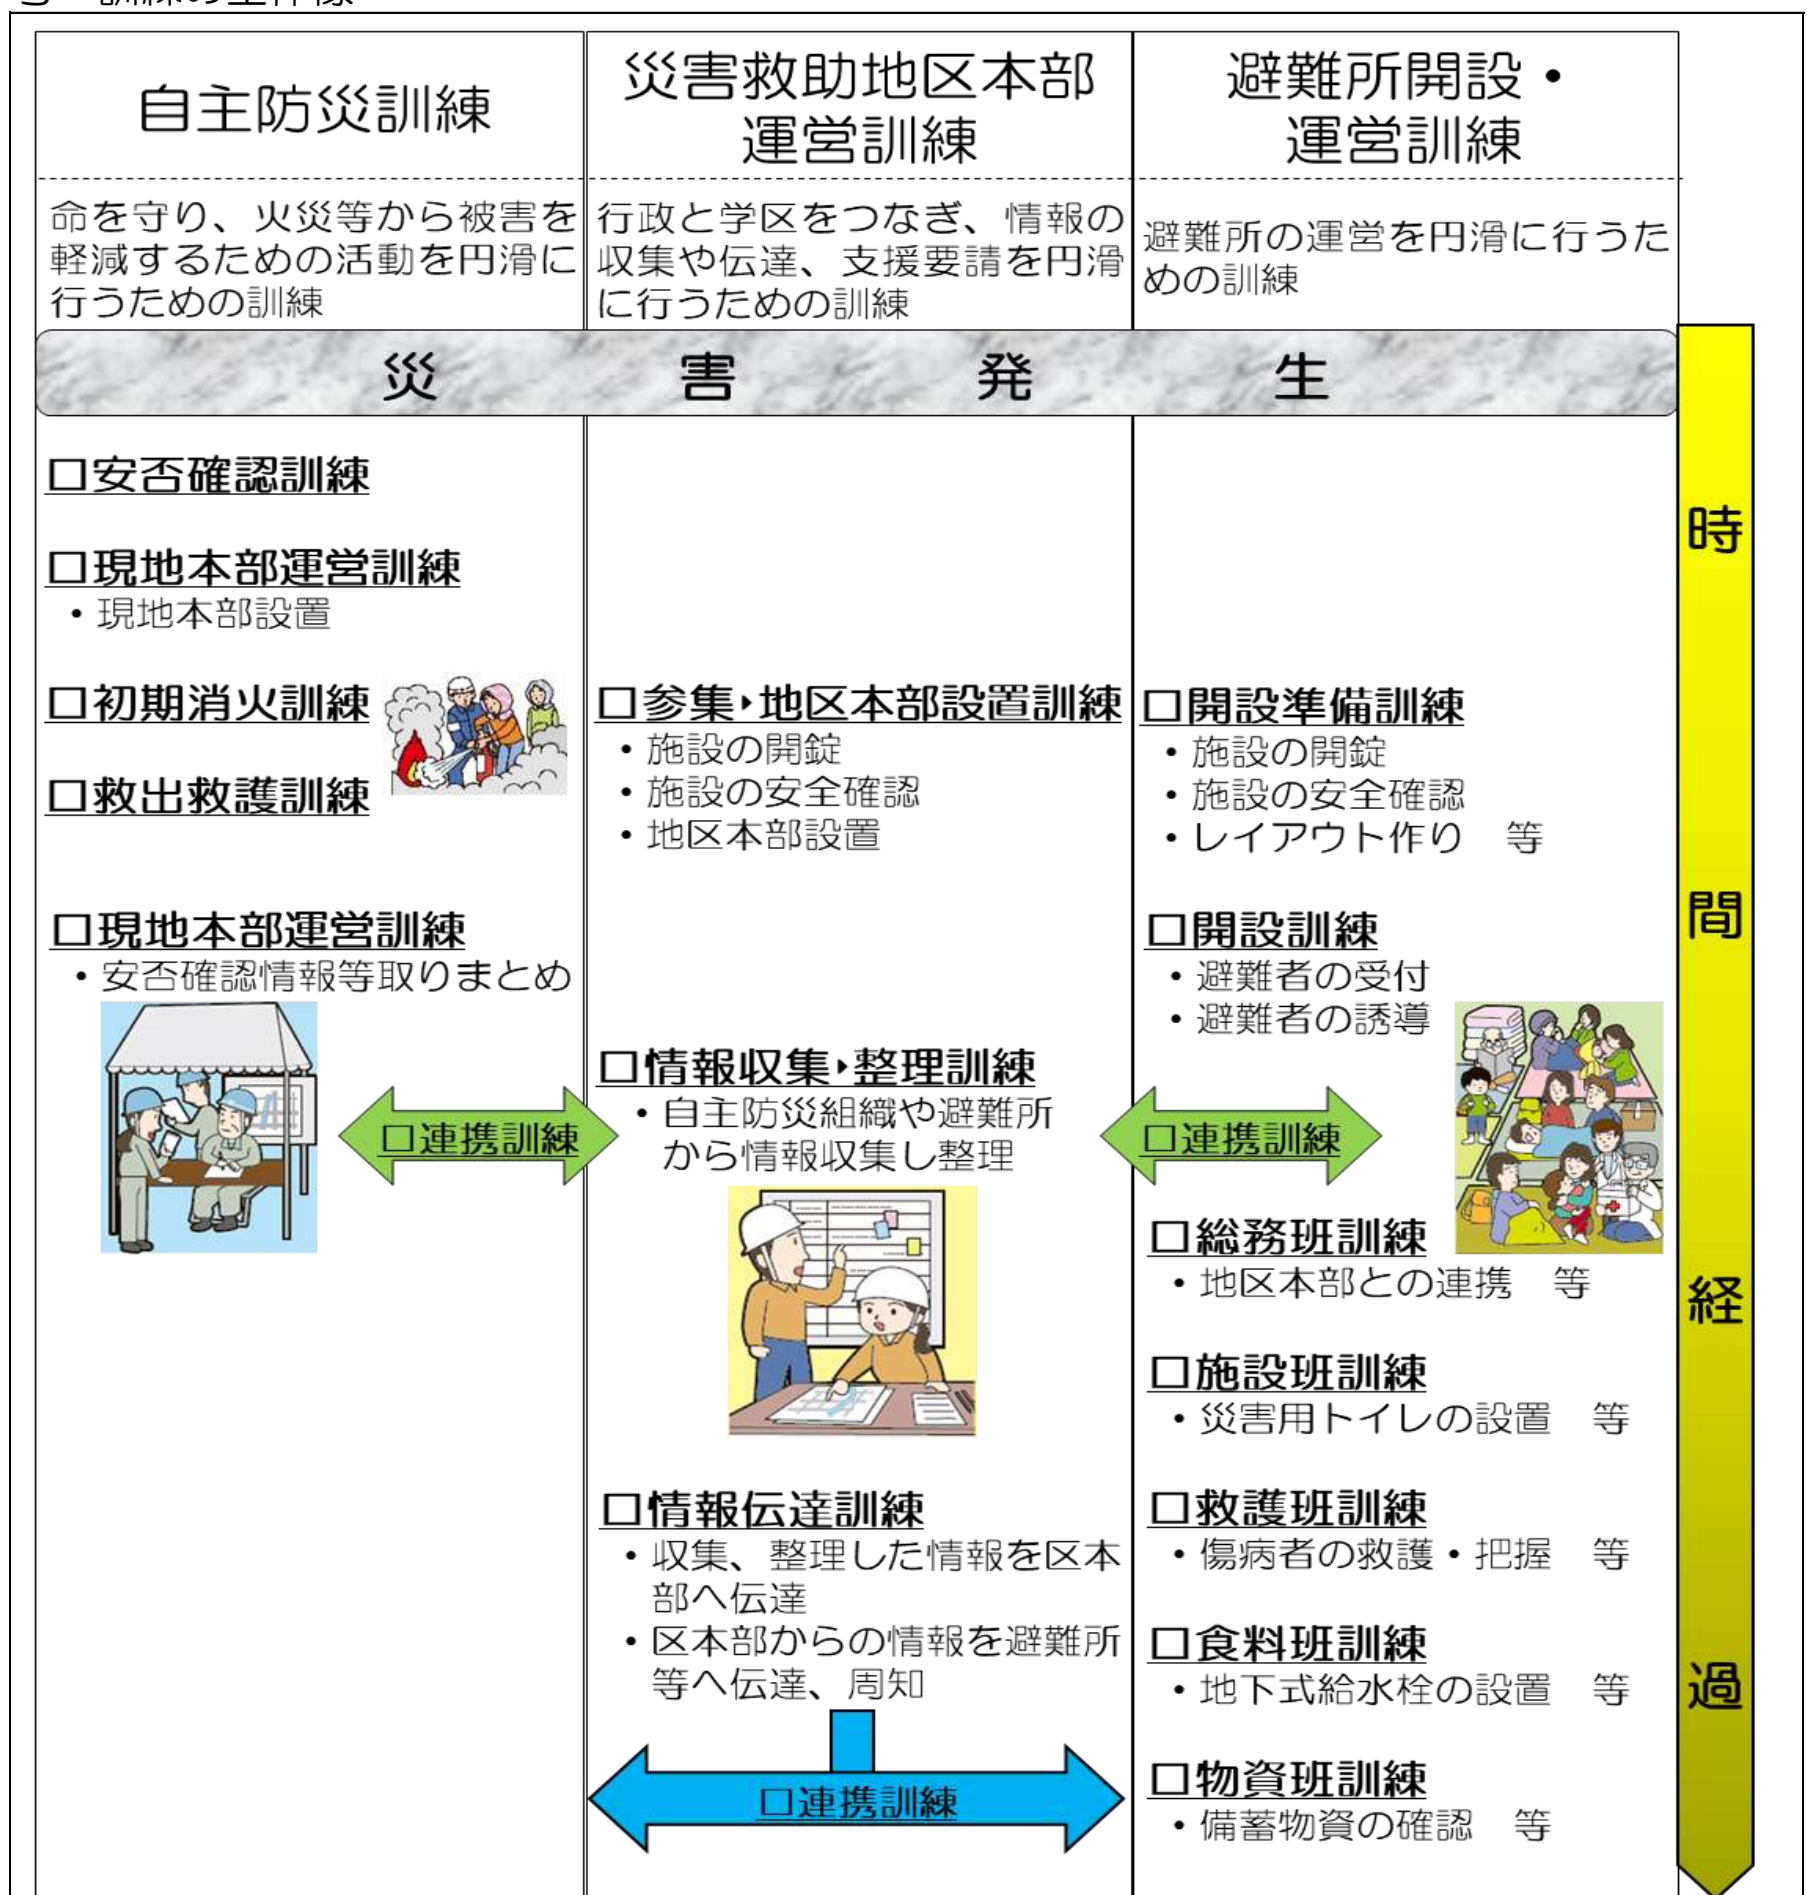 自主防災訓練
命を守り、火災等から被害を
軽減するための活動を円滑に
行うための訓練
災害救助地区本部
運営訓練
行政と学区をつなぎ、情報の
収集や伝達、支援要請を円滑
に行うための訓練
避難所開設・
運営訓練
避難所の運営を円滑に行うた
めの訓練
災害発生
□安否確認訓練
□現地本部運営訓練
・現地本部設置
□初期消火訓練
□救出救護訓練
□現地本部運営訓練
・安否確認情報等取りまとめ
□連携訓練
□参集・地区本部設置訓練
・施設の開錠
・施設の安全確認
・地区本部設置
□情報収集・整理訓練
・自主防災組織や避難所
から情報収集し整理
□情報伝達訓練
・収集、整理した情報を区本
部へ伝達
・区本部からの情報を避難所
等へ伝達、周知
□連携訓練
□開設準備訓練
・施設の開錠
・施設の安全確認
・レイアウト作り　等
□開設訓練
・避難者の受付
・避難者の誘導
□連携訓練
□総務班訓練
・地区本部との連携　等
□施設班訓練
・災害用トイレの設置　等
□救護班訓練
・傷病者の救護・把握　等
□食料班訓練
・地下式給水栓の設置　等
□物資班訓練
・備蓄物資の確認　等
時間経過